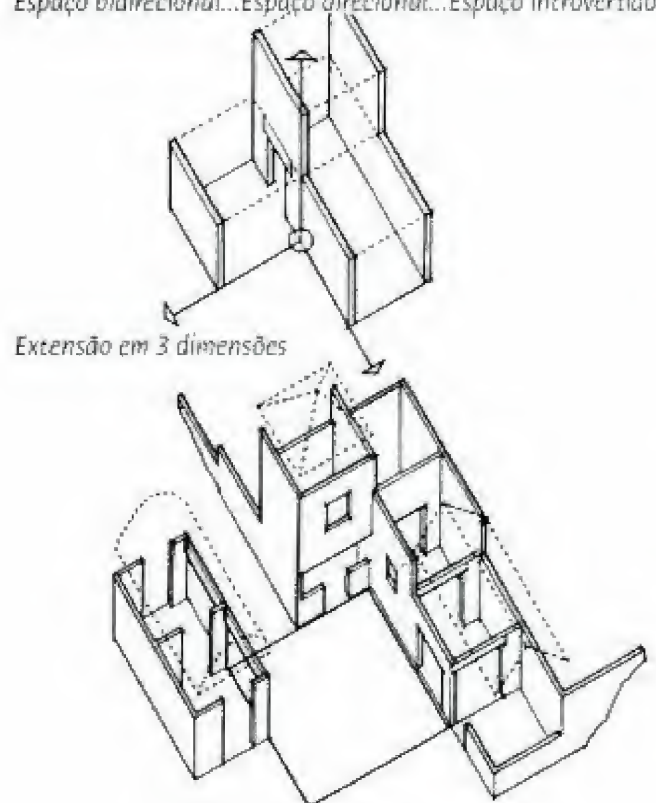 Espaço bidirecional...Espaço direcional...Espaço introvertido
Extensão em 3 dimensões